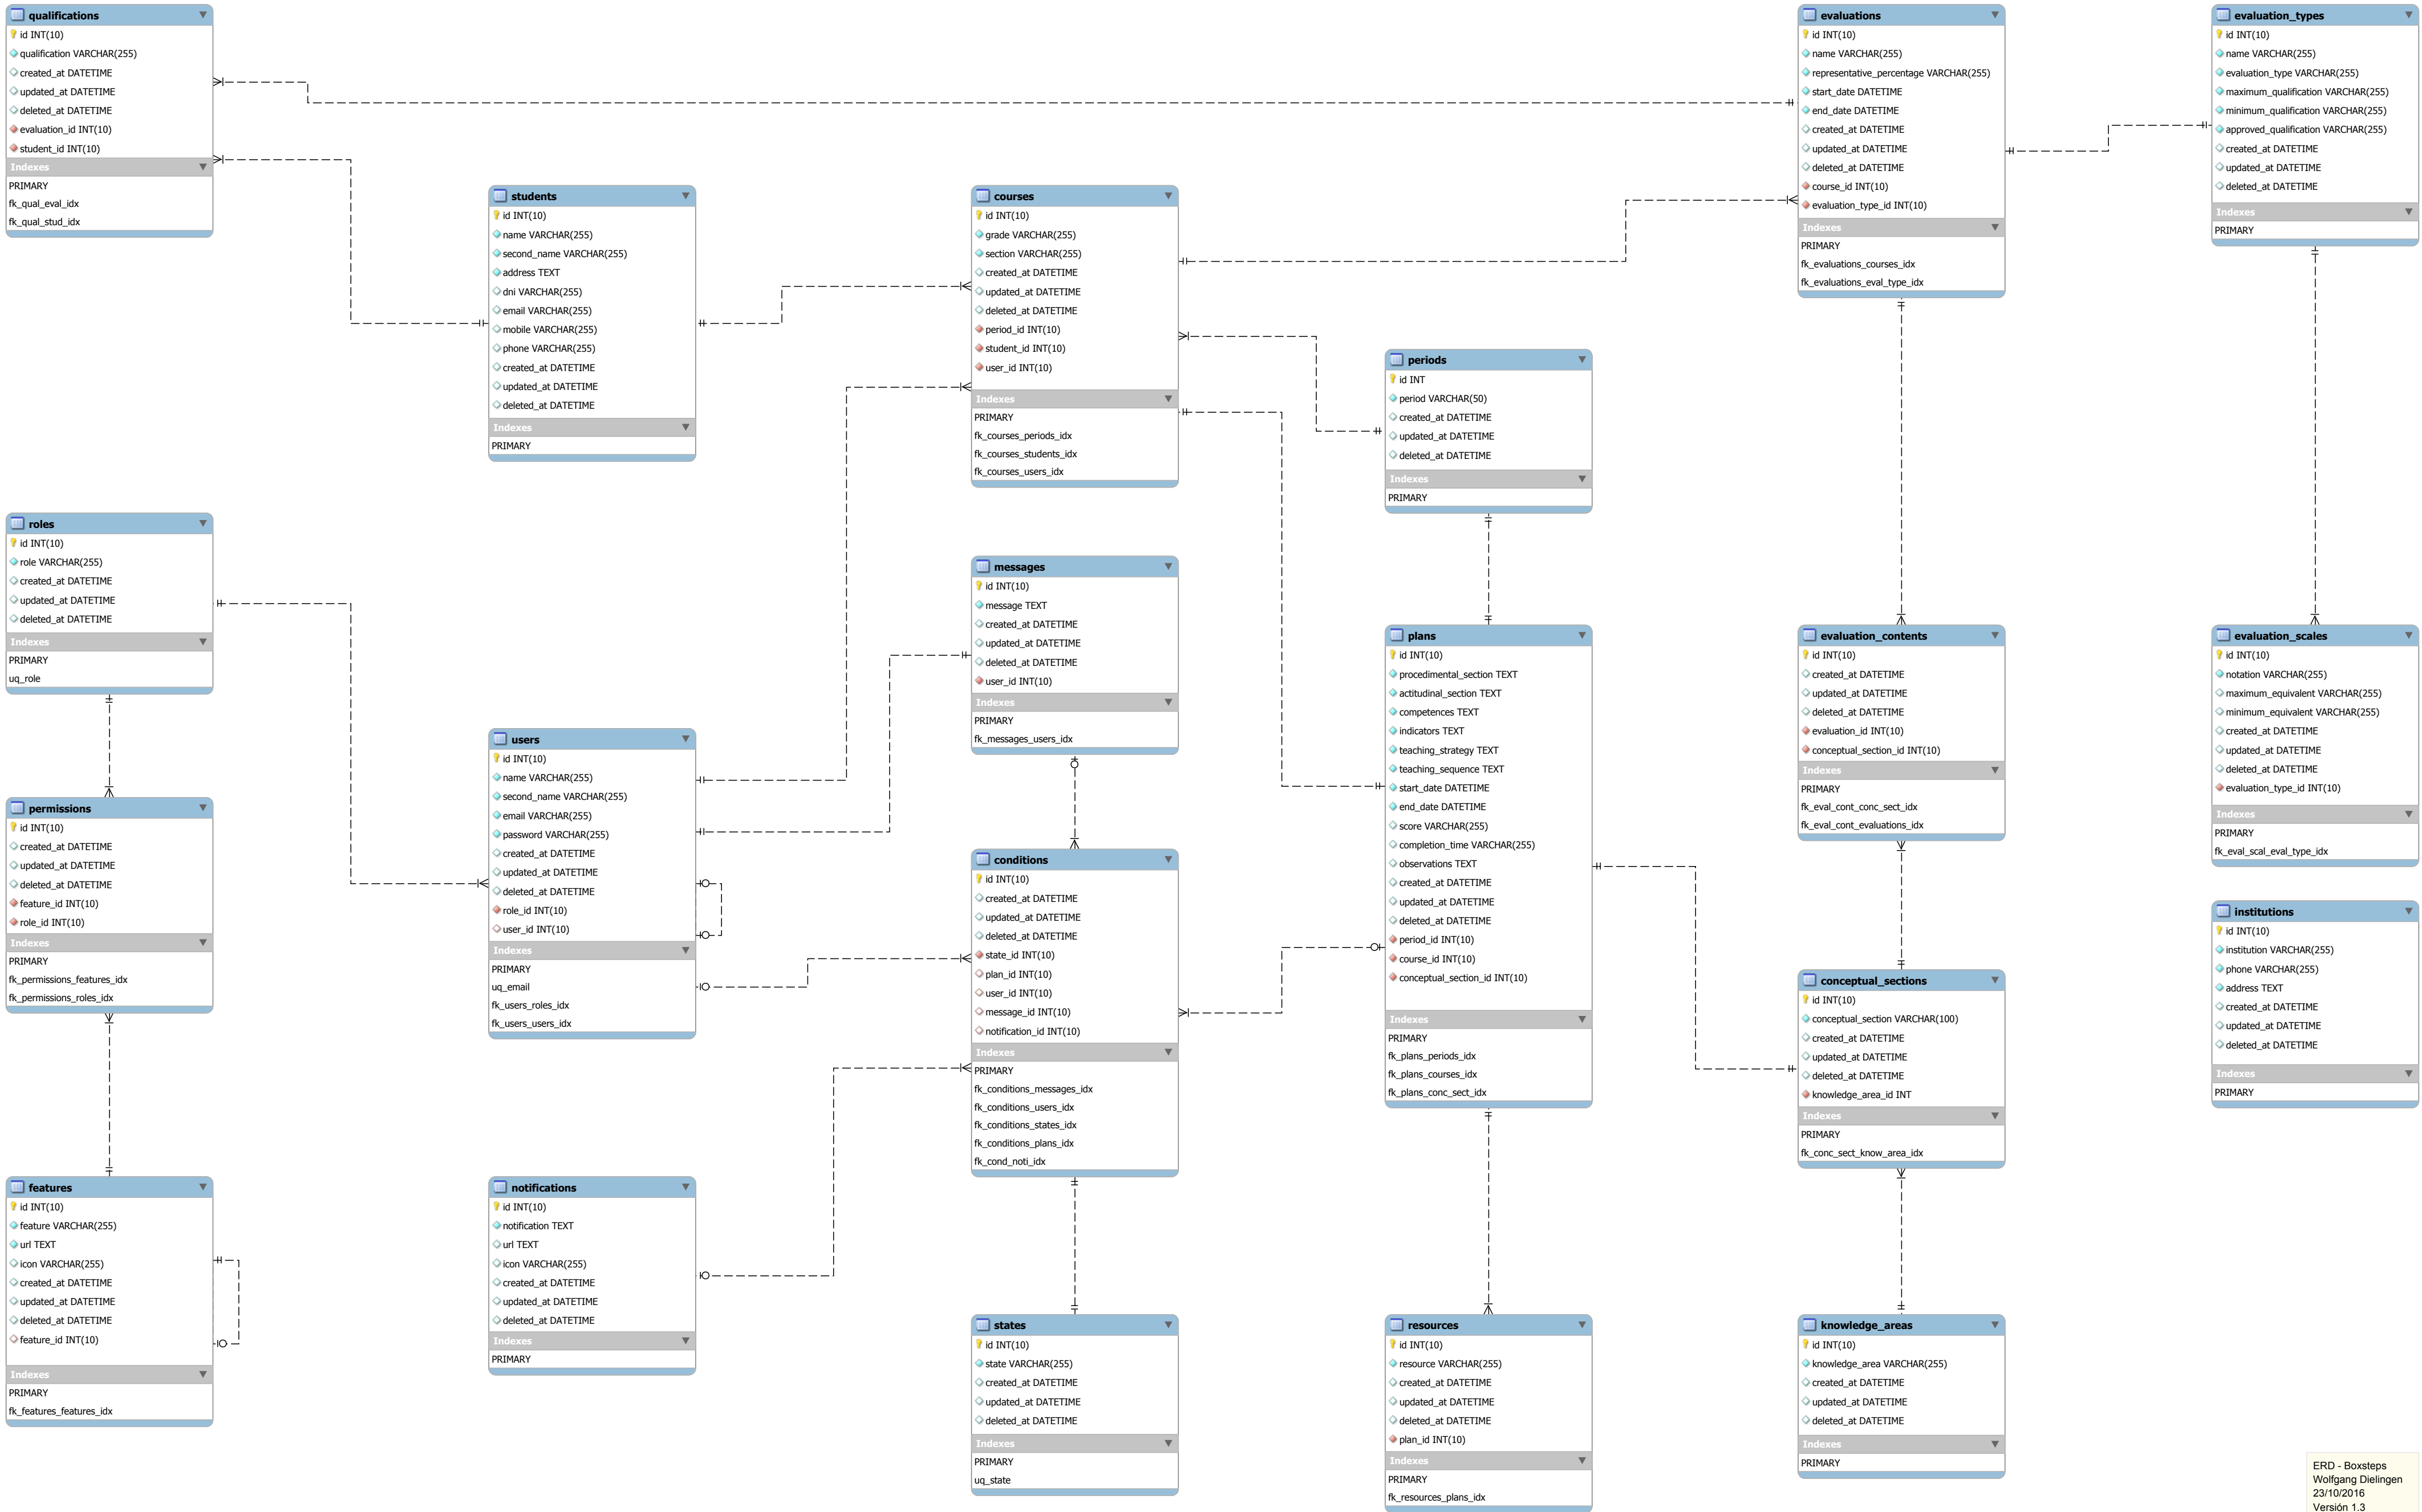 qualifications
id INT(10)
qualification VARCHAR(255)
created_at DATETIME
updated_at DATETIME
deleted_at DATETIME
evaluation_id INT(10)
student_id INT(10)
Indexes
PRIMARY
fk_qual_eval_idx
fk_qual_stud_idx
evaluations
id INT(10)
name VARCHAR(255)
representative_percentage VARCHAR(255)
start_date DATETIME
end_date DATETIME
created_at DATETIME
updated_at DATETIME
deleted_at DATETIME
course_id INT(10)
evaluation_type_id INT(10)
Indexes
PRIMARY
fk_evaluations_courses_idx
fk_evaluations_eval_type_idx
evaluation_types
id INT(10)
name VARCHAR(255)
evaluation_type VARCHAR(255)
maximum_qualification VARCHAR(255)
minimum_qualification VARCHAR(255)
approved_qualification VARCHAR(255)
created_at DATETIME
updated_at DATETIME
deleted_at DATETIME
Indexes
PRIMARY
students
id INT(10)
name VARCHAR(255)
second_name VARCHAR(255)
address TEXT
dni VARCHAR(255)
email VARCHAR(255)
mobile VARCHAR(255)
phone VARCHAR(255)
created_at DATETIME
updated_at DATETIME
deleted_at DATETIME
Indexes
PRIMARY
courses
id INT(10)
grade VARCHAR(255)
section VARCHAR(255)
created_at DATETIME
updated_at DATETIME
deleted_at DATETIME
period_id INT(10)
student_id INT(10)
user_id INT(10)
Indexes
PRIMARY
fk_courses_periods_idx
fk_courses_students_idx
fk_courses_users_idx
periods
id INT
period VARCHAR(50)
created_at DATETIME
updated_at DATETIME
deleted_at DATETIME
Indexes
PRIMARY
roles
id INT(10)
role VARCHAR(255)
created_at DATETIME
updated_at DATETIME
deleted_at DATETIME
Indexes
PRIMARY
uq_role
messages
id INT(10)
message TEXT
created_at DATETIME
updated_at DATETIME
deleted_at DATETIME
user_id INT(10)
Indexes
PRIMARY
fk_messages_users_idx
plans
id INT(10)
procedimental_section TEXT
actitudinal_section TEXT
competences TEXT
indicators TEXT
teaching_strategy TEXT
teaching_sequence TEXT
start_date DATETIME
end_date DATETIME
score VARCHAR(255)
completion_time VARCHAR(255)
observations TEXT
created_at DATETIME
updated_at DATETIME
deleted_at DATETIME
period_id INT(10)
course_id INT(10)
conceptual_section_id INT(10)
Indexes
PRIMARY
fk_plans_periods_idx
fk_plans_courses_idx
fk_plans_conc_sect_idx
evaluation_contents
id INT(10)
created_at DATETIME
updated_at DATETIME
deleted_at DATETIME
evaluation_id INT(10)
conceptual_section_id INT(10)
Indexes
PRIMARY
fk_eval_cont_conc_sect_idx
fk_eval_cont_evaluations_idx
evaluation_scales
id INT(10)
notation VARCHAR(255)
maximum_equivalent VARCHAR(255)
minimum_equivalent VARCHAR(255)
created_at DATETIME
updated_at DATETIME
deleted_at DATETIME
evaluation_type_id INT(10)
Indexes
PRIMARY
fk_eval_scal_eval_type_idx
users
id INT(10)
name VARCHAR(255)
second_name VARCHAR(255)
email VARCHAR(255)
password VARCHAR(255)
created_at DATETIME
updated_at DATETIME
deleted_at DATETIME
role_id INT(10)
user_id INT(10)
Indexes
PRIMARY
uq_email
fk_users_roles_idx
fk_users_users_idx
permissions
id INT(10)
created_at DATETIME
updated_at DATETIME
deleted_at DATETIME
feature_id INT(10)
role_id INT(10)
Indexes
PRIMARY
fk_permissions_features_idx
fk_permissions_roles_idx
conditions
id INT(10)
created_at DATETIME
updated_at DATETIME
deleted_at DATETIME
state_id INT(10)
plan_id INT(10)
user_id INT(10)
message_id INT(10)
notification_id INT(10)
Indexes
PRIMARY
fk_conditions_messages_idx
fk_conditions_users_idx
fk_conditions_states_idx
fk_conditions_plans_idx
fk_cond_noti_idx
institutions
id INT(10)
institution VARCHAR(255)
phone VARCHAR(255)
address TEXT
created_at DATETIME
updated_at DATETIME
deleted_at DATETIME
Indexes
PRIMARY
conceptual_sections
id INT(10)
conceptual_section VARCHAR(100)
created_at DATETIME
updated_at DATETIME
deleted_at DATETIME
knowledge_area_id INT
Indexes
PRIMARY
fk_conc_sect_know_area_idx
features
id INT(10)
feature VARCHAR(255)
url TEXT
icon VARCHAR(255)
created_at DATETIME
updated_at DATETIME
deleted_at DATETIME
feature_id INT(10)
Indexes
PRIMARY
fk_features_features_idx
notifications
id INT(10)
notification TEXT
url TEXT
icon VARCHAR(255)
created_at DATETIME
updated_at DATETIME
deleted_at DATETIME
Indexes
PRIMARY
states
id INT(10)
state VARCHAR(255)
created_at DATETIME
updated_at DATETIME
deleted_at DATETIME
Indexes
PRIMARY
uq_state
resources
id INT(10)
resource VARCHAR(255)
created_at DATETIME
updated_at DATETIME
deleted_at DATETIME
plan_id INT(10)
Indexes
PRIMARY
fk_resources_plans_idx
knowledge_areas
id INT(10)
knowledge_area VARCHAR(255)
created_at DATETIME
updated_at DATETIME
deleted_at DATETIME
Indexes
PRIMARY
ERD - Boxsteps
Wolfgang Dielingen
23/10/2016
Versión 1.3